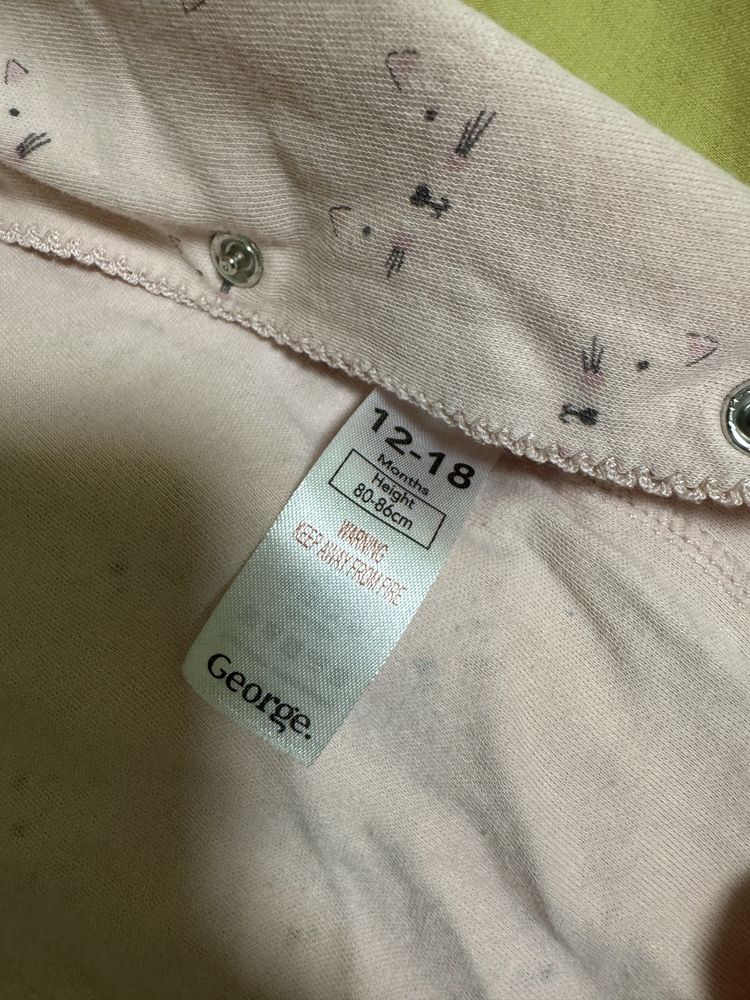 12-18
Months
Height
80-86cm
WARNING
KEEP AWAY FROM FIRE
George.